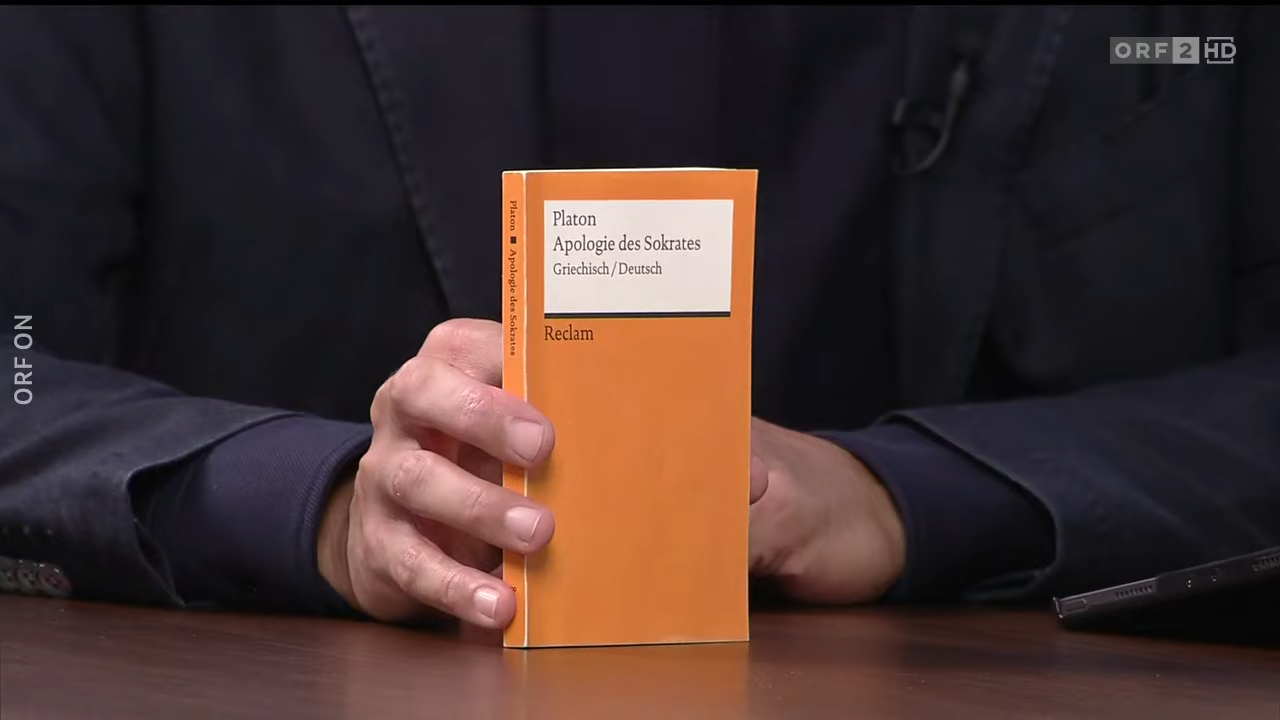 ORF 2 HD
Platon
Apologie des Sokrates
Griechisch / Deutsch
Reclam
Platon ■ Apologie des Sokrates
ORF ON